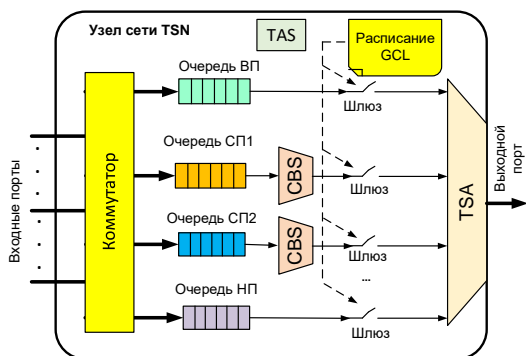 Узел сети TSN
TAS
Расписание
GCL
Очередь ВП
Шлюз
Очередь СП1
CBS
Шлюз
Очередь СП2
CBS
Шлюз
...
Очередь НП
Шлюз
Входные порты
Коммутатор
TSA
Выходной
порт